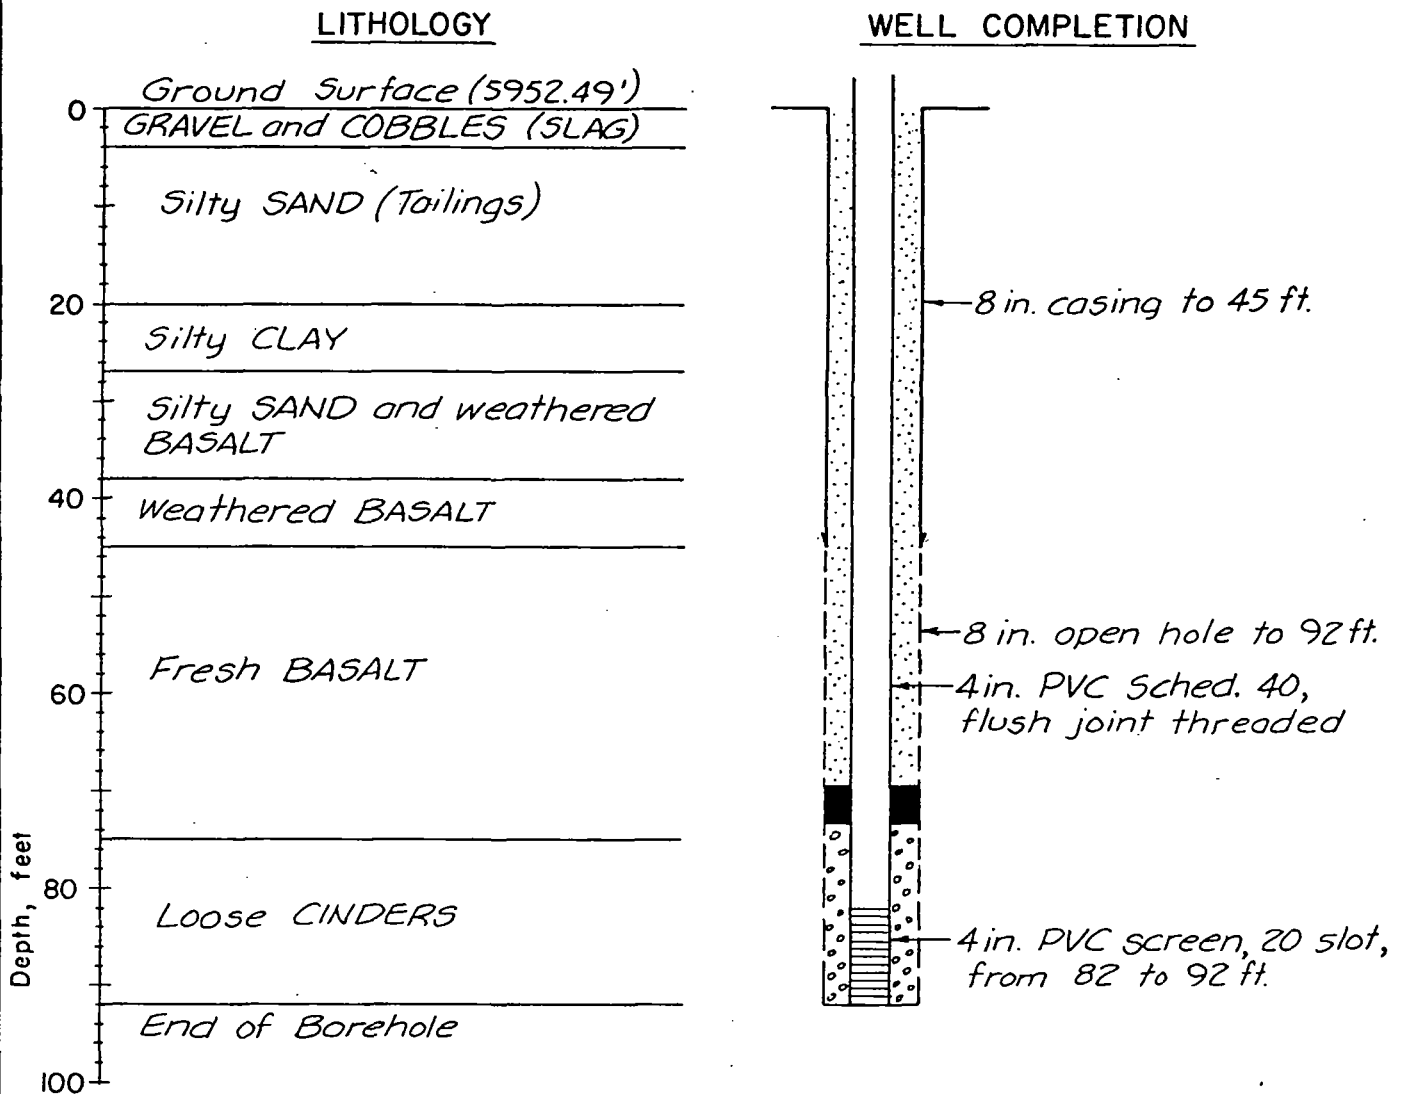 LITHOLOGY
WELL COMPLETION
Ground Surface (5952.49')
0
GRAVEL and COBBLES (SLAG)
Silty SAND (Tailings)
20
8 in. casing to 45 ft.
Silty CLAY
Silty SAND and weathered
BASALT
40
Weathered BASALT
8 in. open hole to 92 ft.
Fresh BASALT
60
4 in. PVC Sched. 40,
flush joint threaded
Depth, feet
80
Loose CINDERS
4 in. PVC screen, 20 slot,
from 82 to 92 ft.
End of Borehole
100